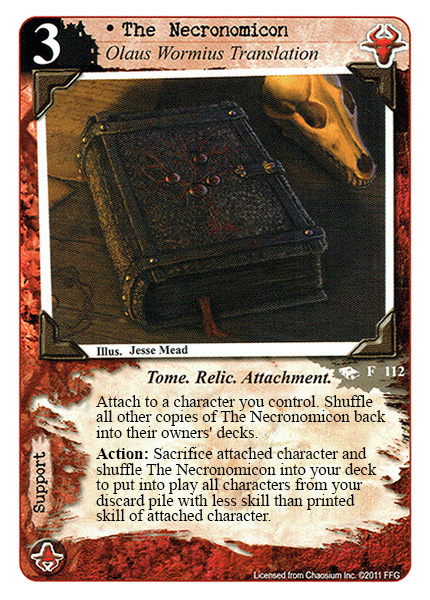 3
• The Necronomicon
Olaus Wormius Translation
Illus. Jesse Mead
F 112
Tome. Relic. Attachment.
Attach to a character you control. Shuffle
all other copies of The Necronomicon back
into their owners' decks.
Action: Sacrifice attached character and
shuffle The Necronomicon into your deck
to put into play all characters from your
discard pile with less skill than printed
skill of attached character.
Support
Licensed from Chaosium Inc. ©2011 FFG